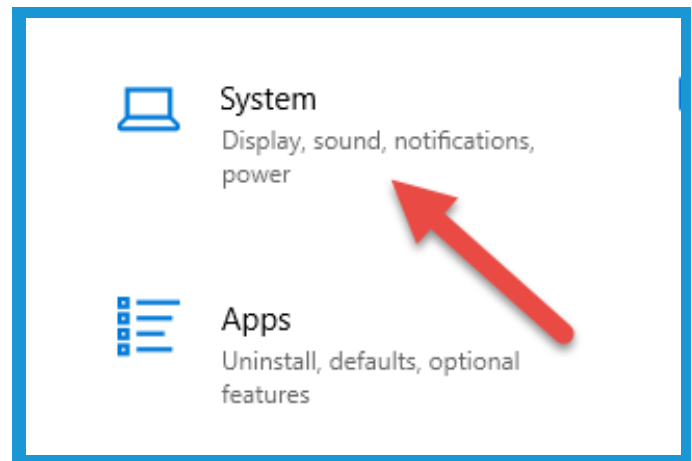 System
Display, sound, notifications,
power
Apps
Uninstall, defaults, optional
features